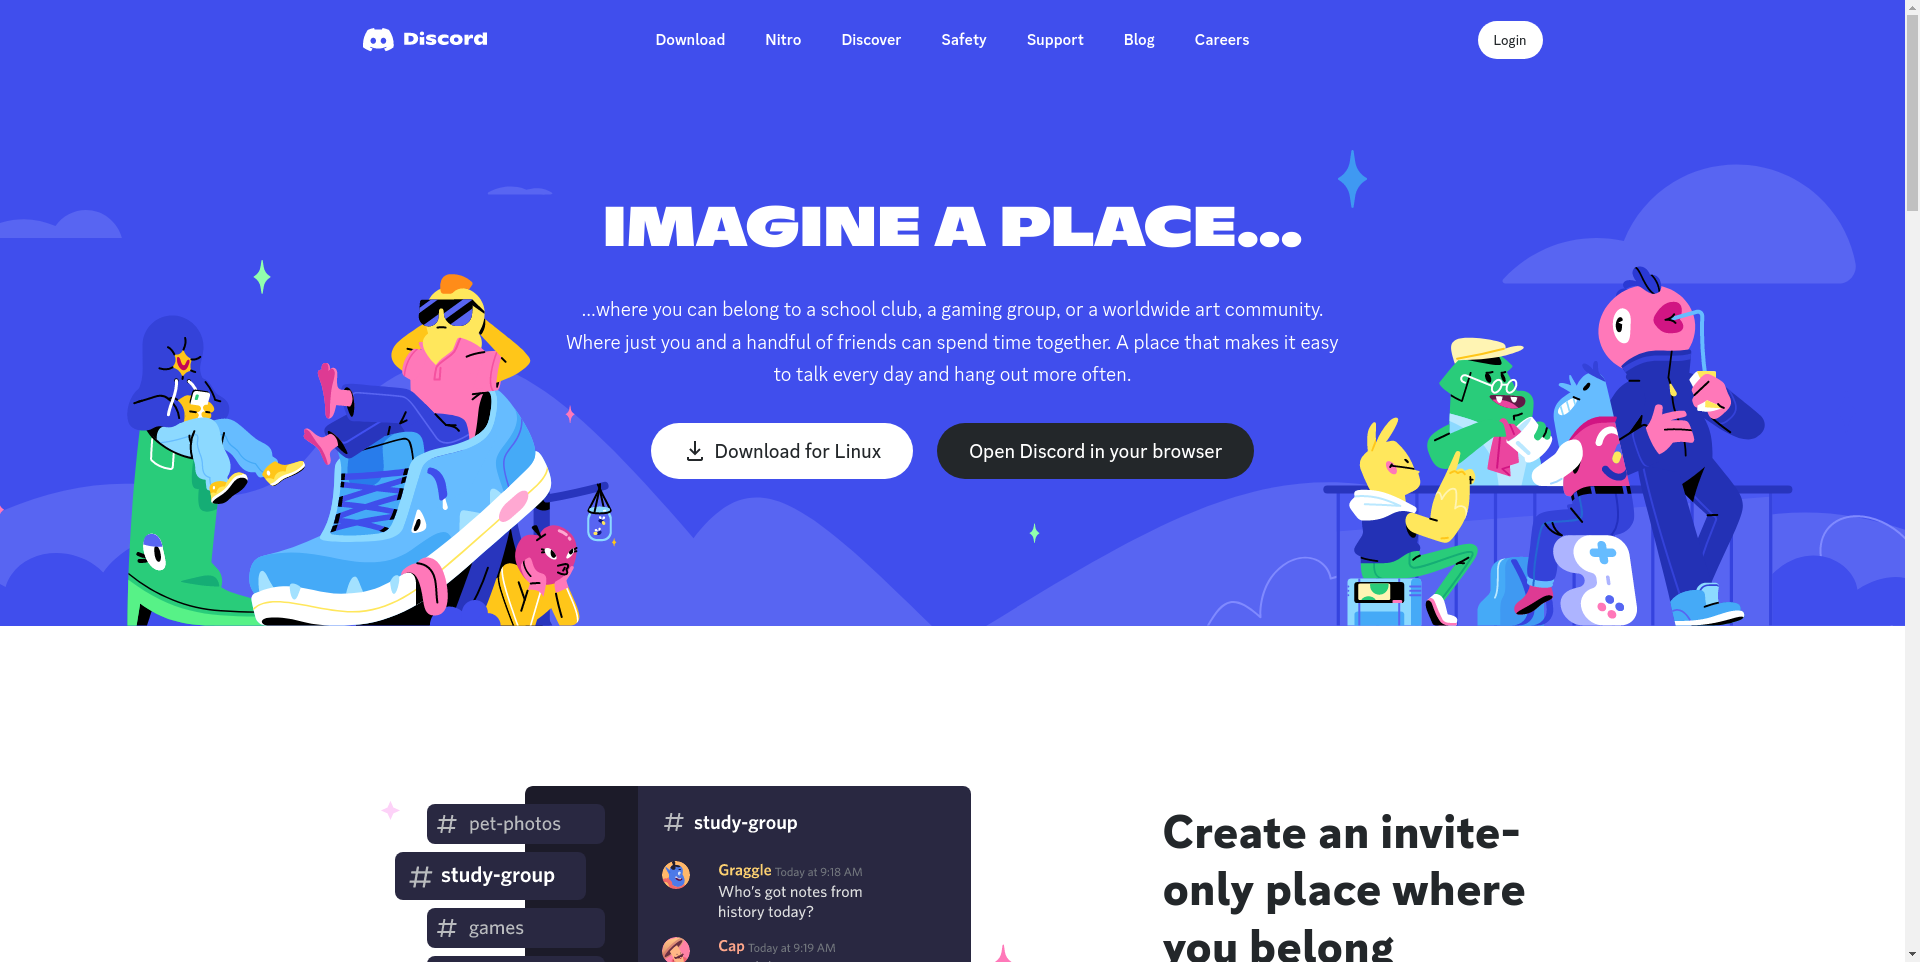 Discord
Download Nitro Discover Safety Support Blog Careers
Login
IMAGINE A PLACE...
...where you can belong to a school club, a gaming group, or a worldwide art community.
Where just you and a handful of friends can spend time together. A place that makes it easy
to talk every day and hang out more often.
Download for Linux
Open Discord in your browser
# pet-photos
# study-group
# games
# study-group
Graggle Today at 9:18 AM
Who's got notes from
history today?
Cap Today at 9:19 AM
Create an invite-
only place where
you belong